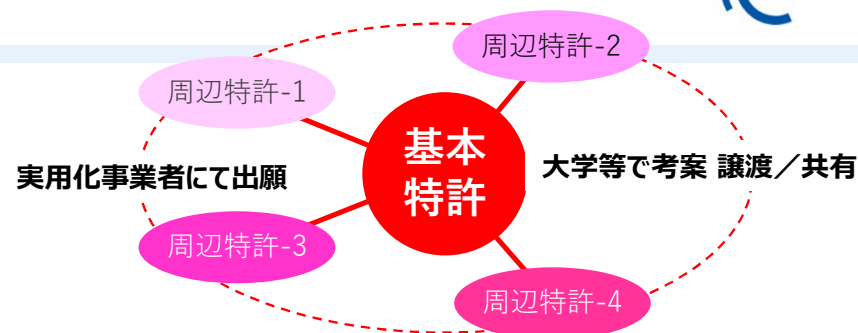 周辺特許-2
周辺特許-1
基本
特許
実用化事業者にて出願
大学等で考案 譲渡／共有
周辺特許-3
周辺特許-4